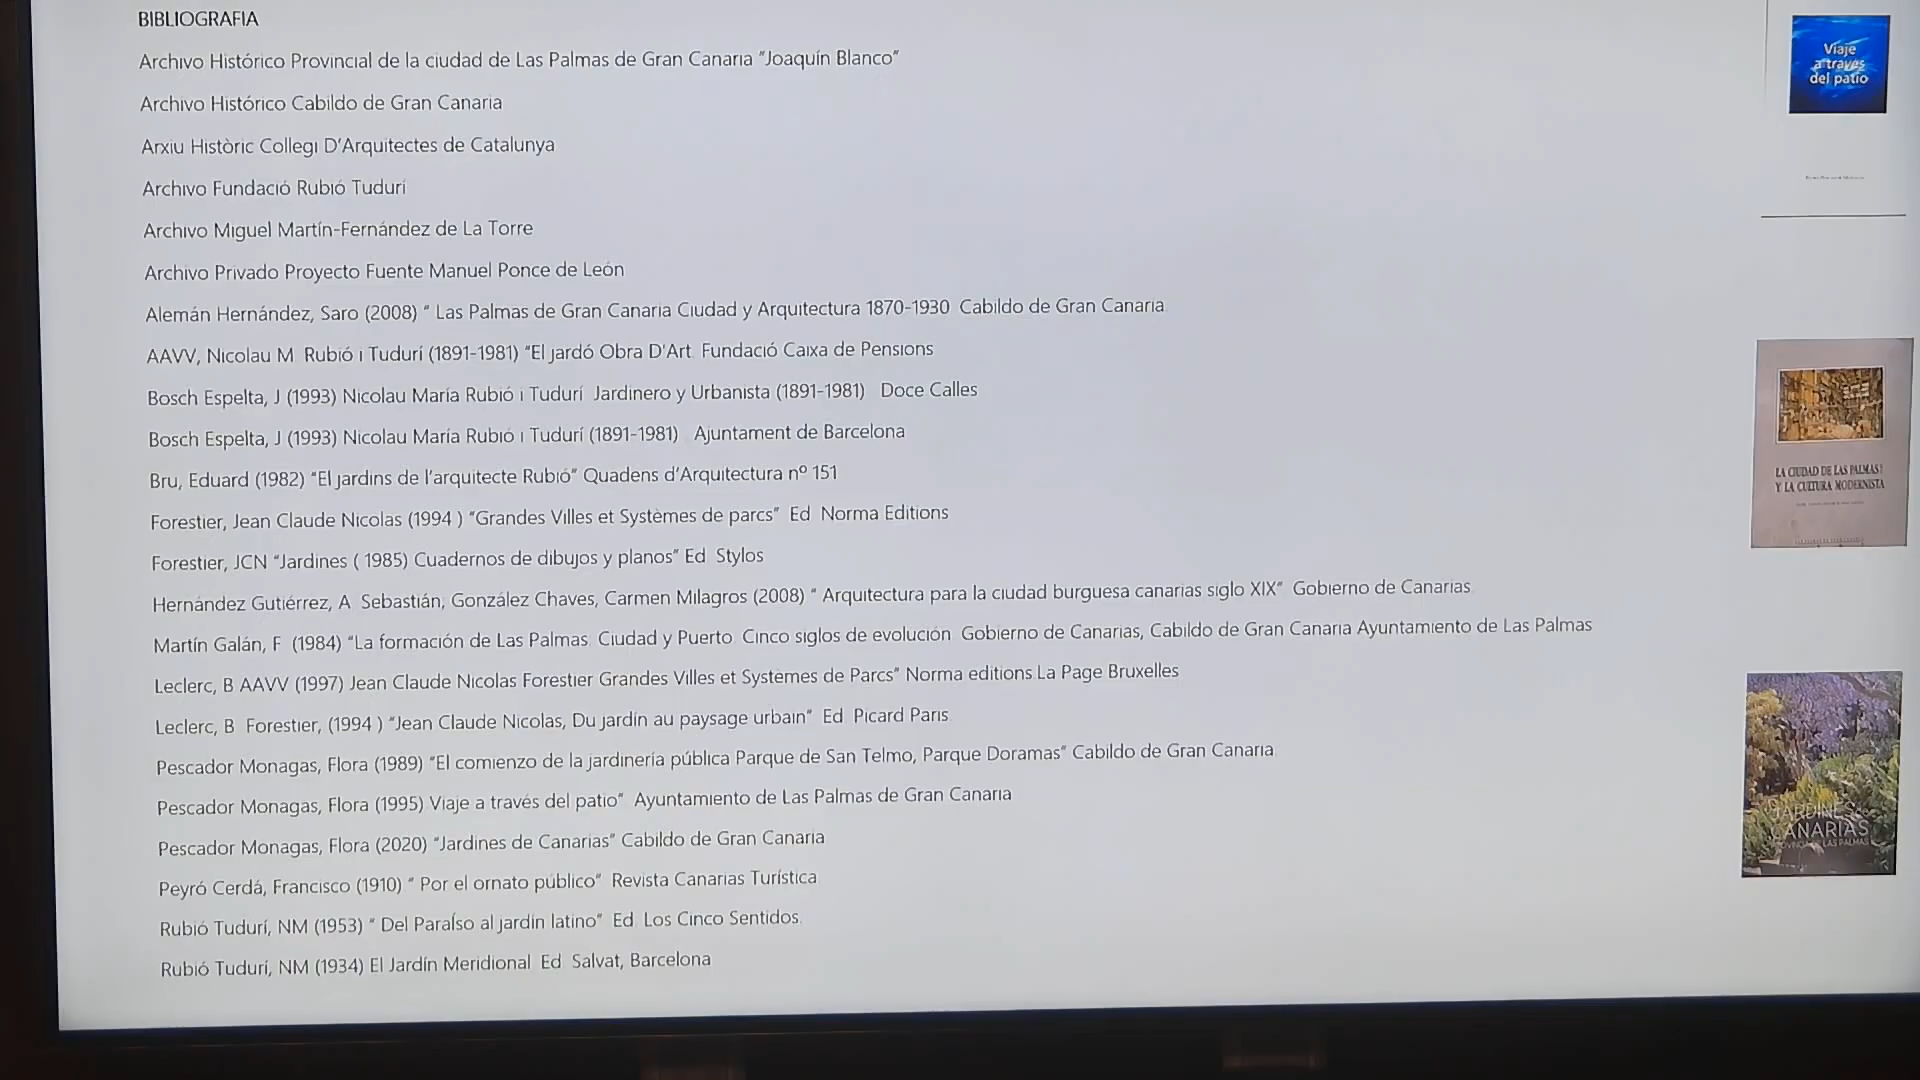 BIBLIOGRAFIA
Archivo Histórico Provincial de la ciudad de Las Palmas de Gran Canaria "Joaquín Blanco"
Archivo Histórico Cabildo de Gran Canaria
Arxiu Històric Collegi D'Arquitectes de Catalunya
Archivo Fundació Rubió Tudurí
Archivo Miguel Martín-Fernández de La Torre
Archivo Privado Proyecto Fuente Manuel Ponce de León
Alemán Hernández, Saro (2008) " Las Palmas de Gran Canaria Ciudad y Arquitectura 1870-1930 Cabildo de Gran Canaria
AAVV, Nicolau M Rubió i Tudurí (1891-1981) "El jardó Obra D'Art. Fundació Caixa de Pensions
Bosch Espelta, J (1993) Nicolau María Rubió i Tudurí Jardinero y Urbanista (1891-1981) Doce Calles
Bosch Espelta, J (1993) Nicolau María Rubió i Tudurí (1891-1981) Ajuntament de Barcelona
Bru, Eduard (1982) "El jardins de l'arquitecte Rubió" Quadens d'Arquitectura nº 151
Forestier, Jean Claude Nicolas (1994 ) "Grandes Villes et Systèmes de parcs" Ed Norma Editions
Forestier, JCN "Jardines ( 1985) Cuadernos de dibujos y planos" Ed Stylos
Hernández Gutiérrez, A Sebastián, González Chaves, Carmen Milagros (2008) " Arquitectura para la ciudad burguesa canarias siglo XIX" Gobierno de Canarias.
Martín Galán, F (1984) "La formación de Las Palmas. Ciudad y Puerto. Cinco siglos de evolución Gobierno de Canarias, Cabildo de Gran Canaria Ayuntamiento de Las Palmas
Leclerc, B AAVV (1997) Jean Claude Nicolas Forestier Grandes Villes et Systèmes de Parcs" Norma editions.La Page Bruxelles
Leclerc, B Forestier, (1994 ) "Jean Claude Nicolas, Du jardin au paysage urbain" Ed Picard Paris.
Pescador Monagas, Flora (1989) "El comienzo de la jardinería pública Parque de San Telmo, Parque Doramas" Cabildo de Gran Canaria.
Pescador Monagas, Flora (1995) Viaje a través del patio" Ayuntamiento de Las Palmas de Gran Canaria
Pescador Monagas, Flora (2020) "Jardines de Canarias" Cabildo de Gran Canaria
Peyró Cerdá, Francisco (1910) " Por el ornato público" Revista Canarias Turística.
Rubió Tudurí, NM (1953) " Del ParaÍso al jardín latino" Ed. Los Cinco Sentidos.
Rubió Tudurí, NM (1934) El Jardín Meridional Ed Salvat, Barcelona
Viaje
a través
del patio
LA CIUDAD DE LAS PALMAS
Y LA CULTURA MODERNISTA
JARDINES de
CANARIAS
PROVINCIA DE LAS PALMAS